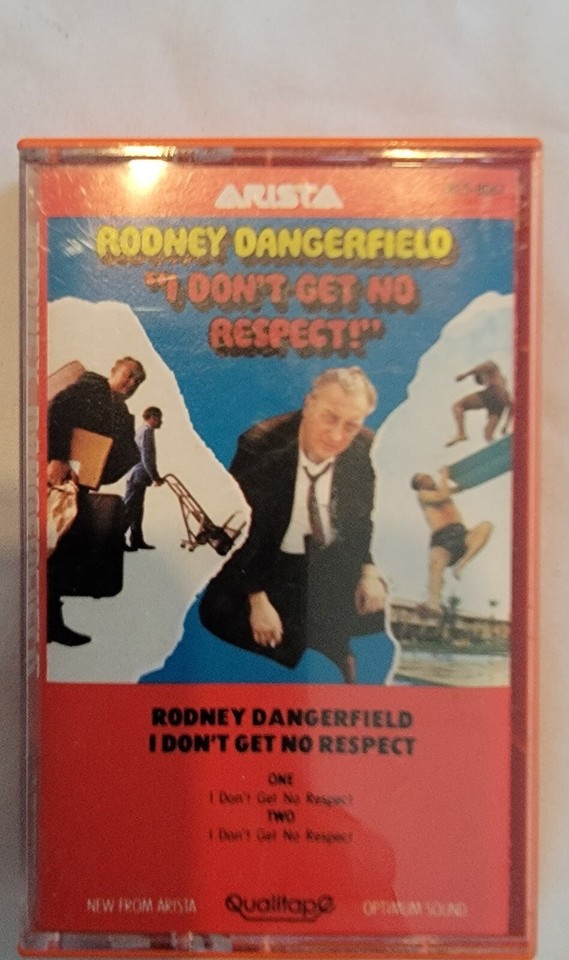 ARISTA
RODNEY DANGERFIELD
"I DON'T GET NO
RESPECT!"
RODNEY DANGERFIELD
I DON'T GET NO RESPECT
ONE
I Don't Get No Respect
TWO
I Don't Get No Respect
NEW FROM ARISTA Qualitape OPTIMUM SOUND